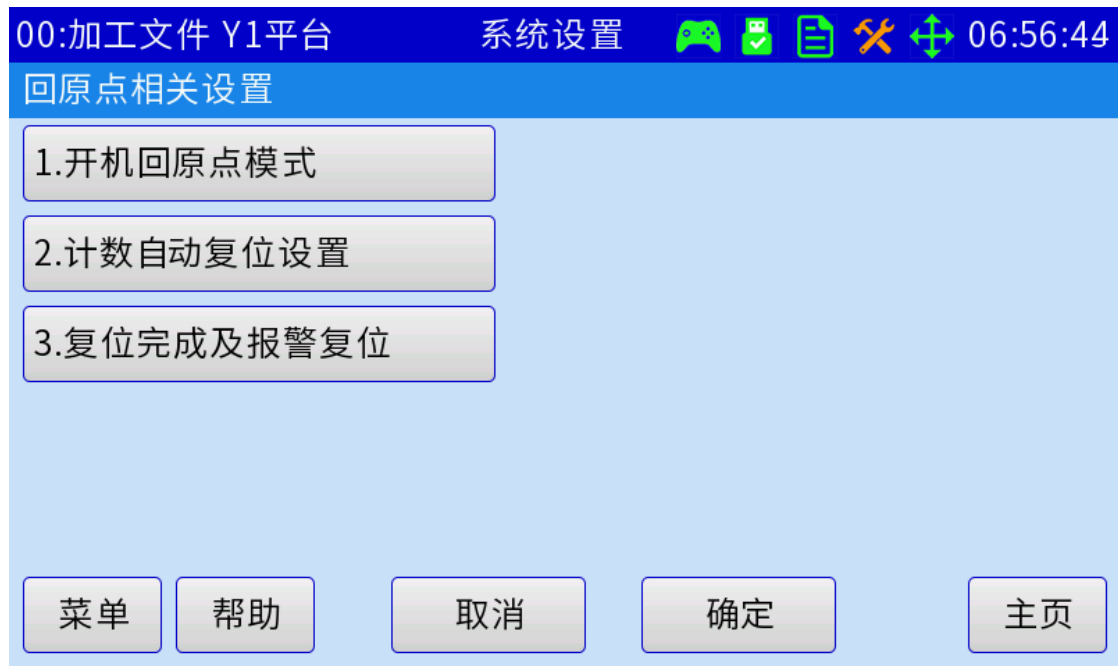 00:加工文件 Y1平台 系统设置 06:56:44
回原点相关设置
1.开机回原点模式
2.计数自动复位设置
3.复位完成及报警复位
菜单 帮助 取消 确定 主页